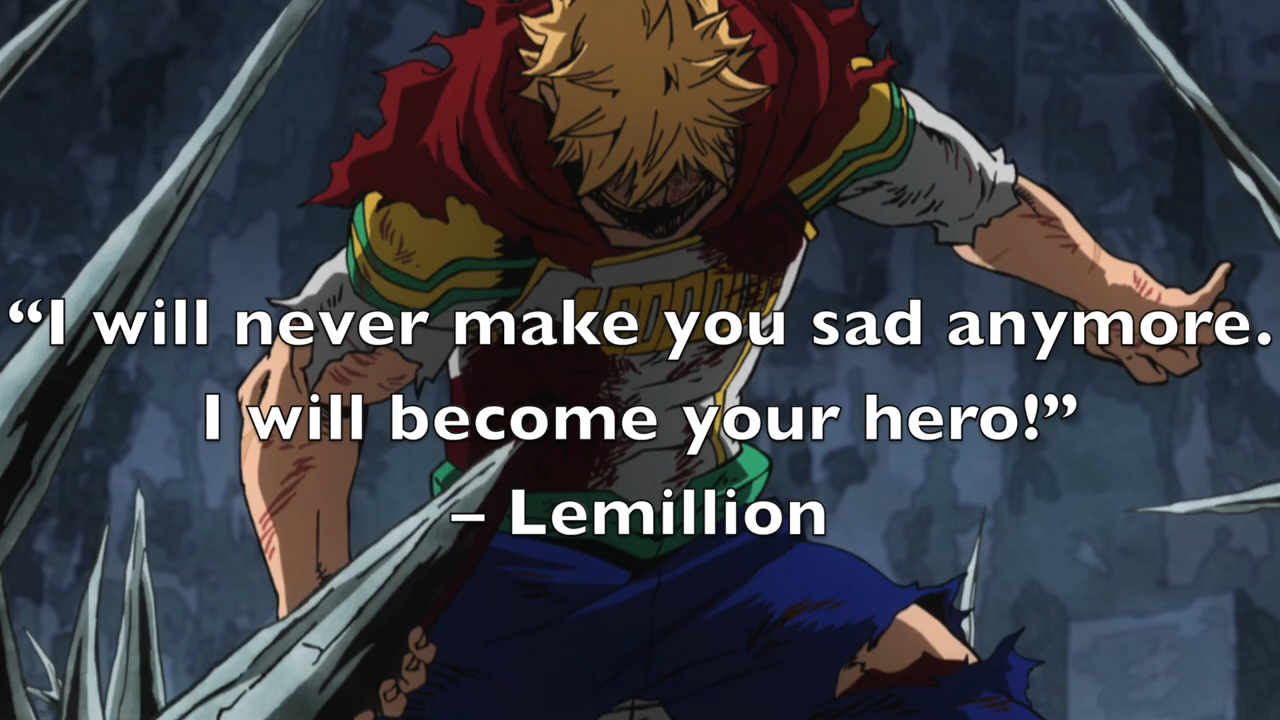 “I will never make you sad anymore.
I will become your hero!”
– Lemillion